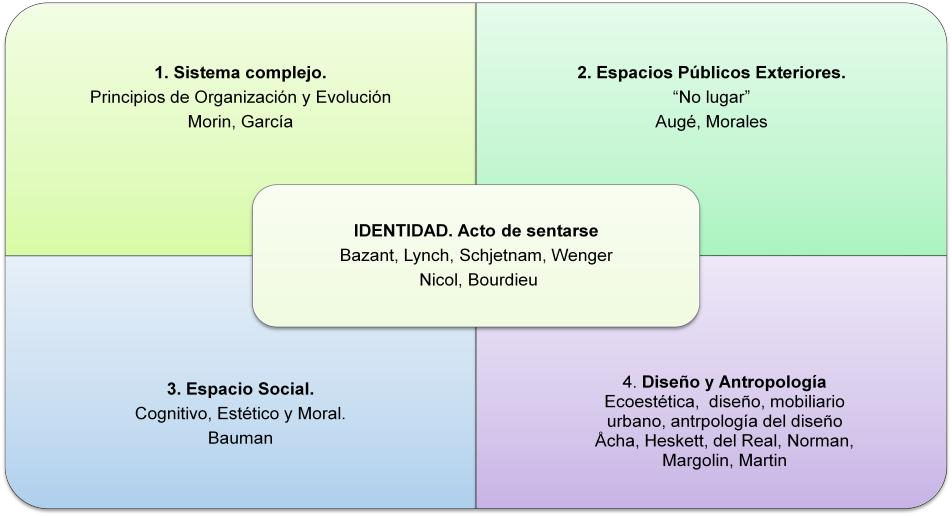 1. Sistema complejo.
Principios de Organización y Evolución
Morin, García
2. Espacios Públicos Exteriores.
“No lugar”
Augé, Morales
IDENTIDAD. Acto de sentarse
Bazant, Lynch, Schjetnam, Wenger
Nicol, Bourdieu
3. Espacio Social.
Cognitivo, Estético y Moral.
Bauman
4. Diseño y Antropología
Ecoestética, diseño, mobiliario
urbano, antrpología del diseño
Åcha, Heskett, del Real, Norman,
Margolin, Martin